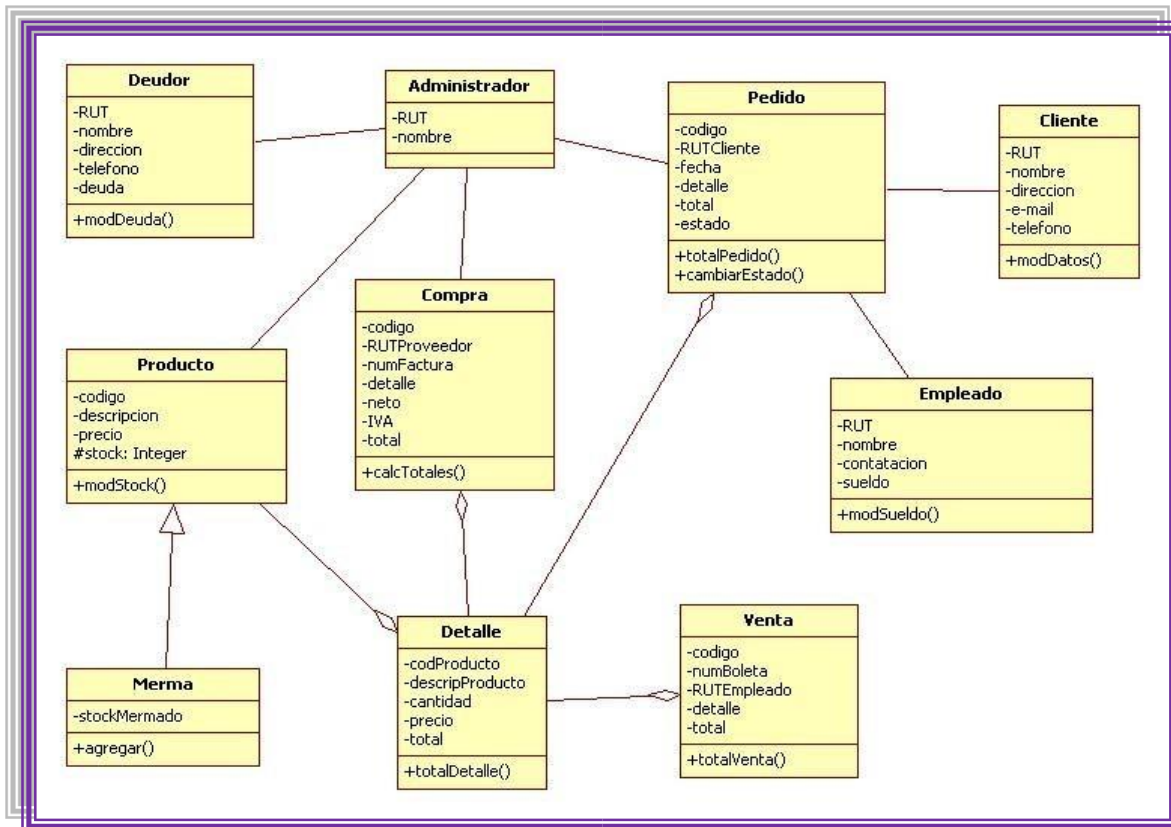 Deudor
-RUT
-nombre
-direccion
-telefono
-deuda
+modDeuda()
Administrador
-RUT
-nombre
Pedido
-codigo
-RUTCliente
-fecha
-detalle
-total
-estado
+totalPedido()
+cambiarEstado()
Cliente
-RUT
-nombre
-direccion
-e-mail
-telefono
+modDatos()
Compra
-codigo
-RUTProveedor
-numFactura
-detalle
-neto
-IVA
-total
+calcTotales()
Producto
-codigo
-descripcion
-precio
#stock: Integer
+modStock()
Empleado
-RUT
-nombre
-contatacion
-sueldo
+modSueldo()
Merma
-stockMermado
+agregar()
Detalle
-codProducto
-descripProducto
-cantidad
-precio
-total
+totalDetalle()
Venta
-codigo
-numBoleta
-RUTEmpleado
-detalle
-total
+totalVenta()